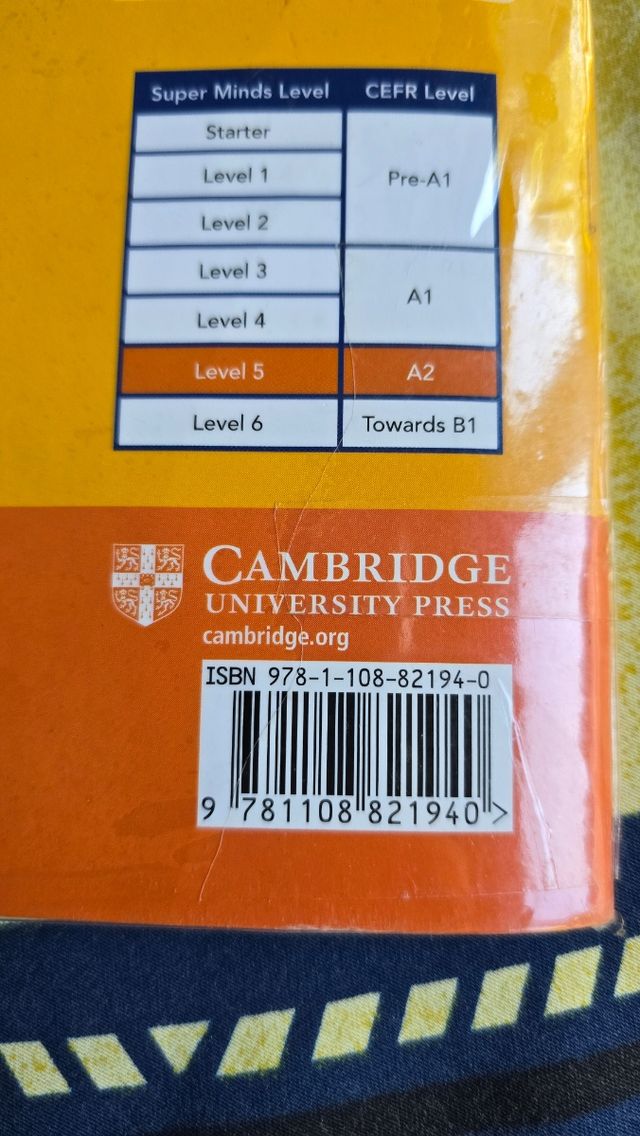 Super Minds Level CEFR Level
Starter
Level 1
Pre-A1
Level 2
Level 3
A1
Level 4
Level 5 A2
Level 6 Towards B1
CAMBRIDGE
UNIVERSITY PRESS
cambridge.org
ISBN 978-1-108-82194-0
9 781108 821940 >